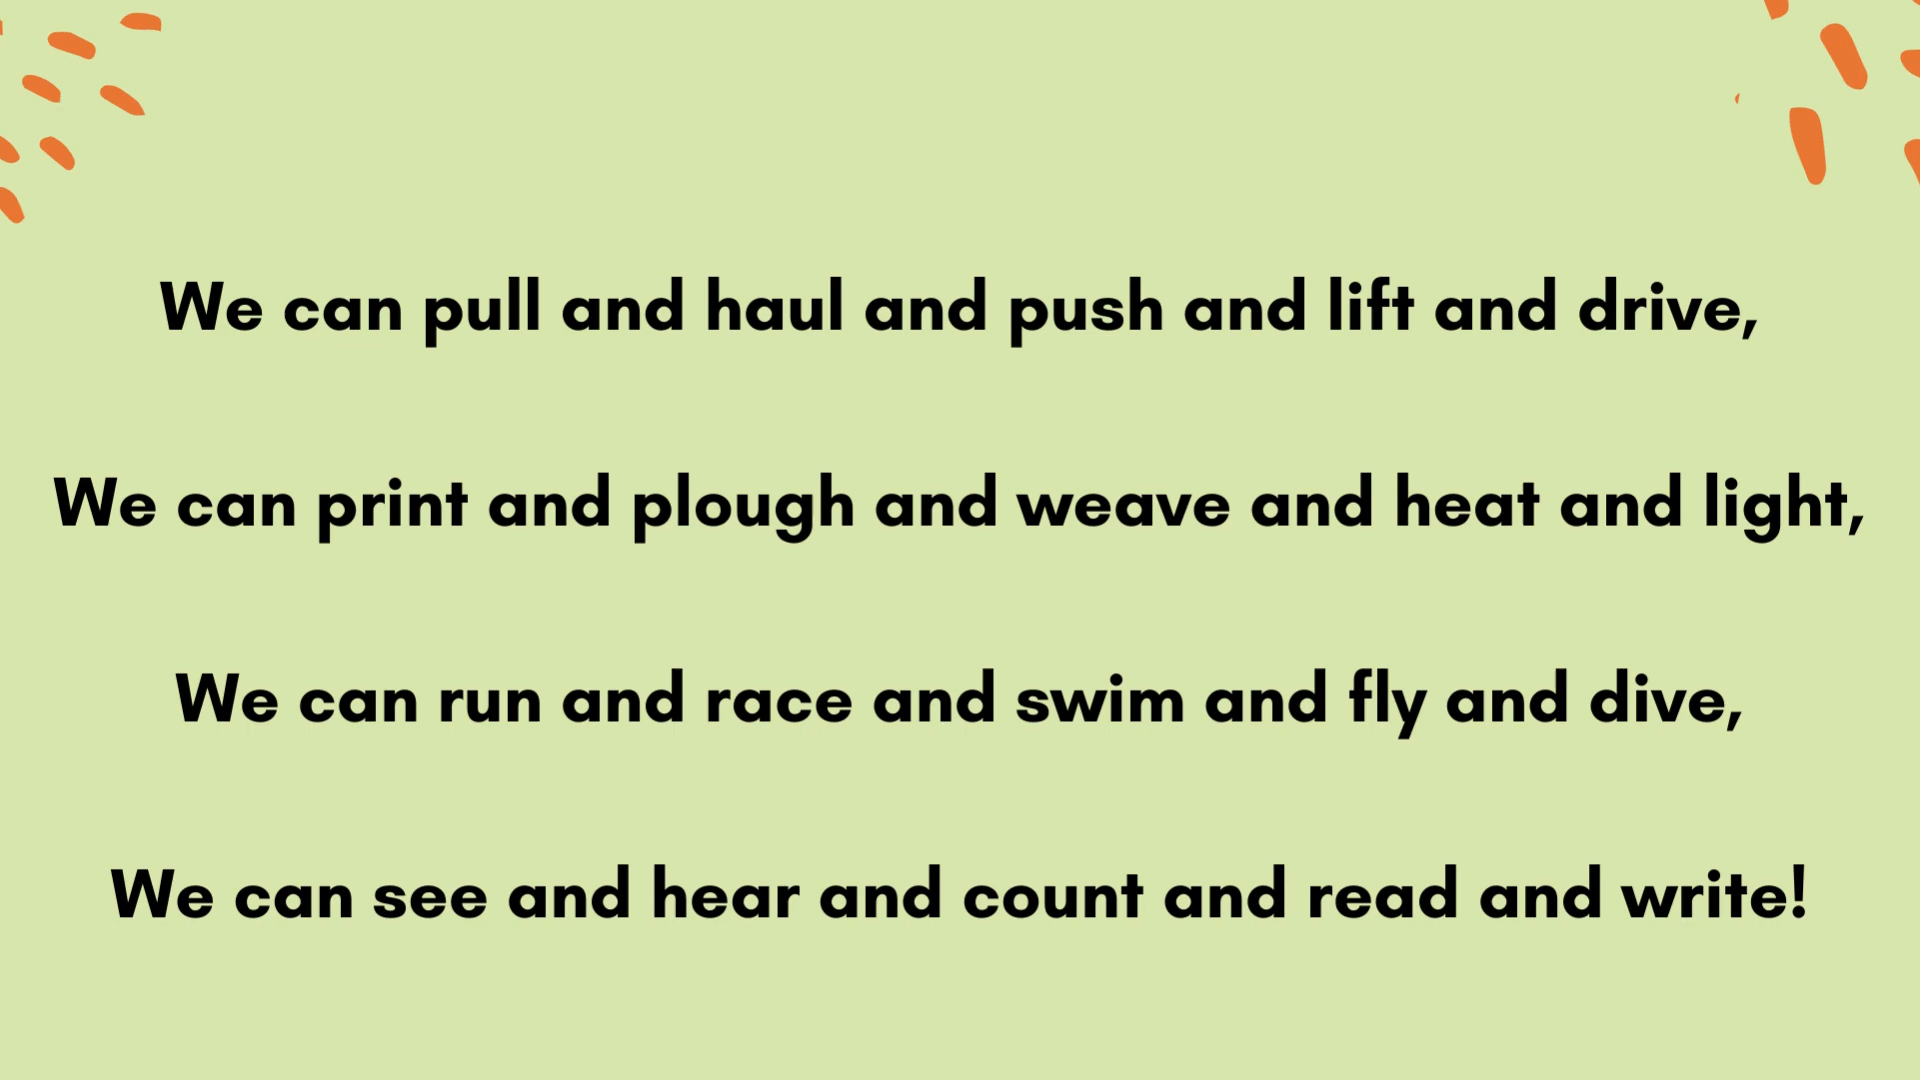 We can pull and haul and push and lift and drive,
We can print and plough and weave and heat and light,
We can run and race and swim and fly and dive,
We can see and hear and count and read and write!